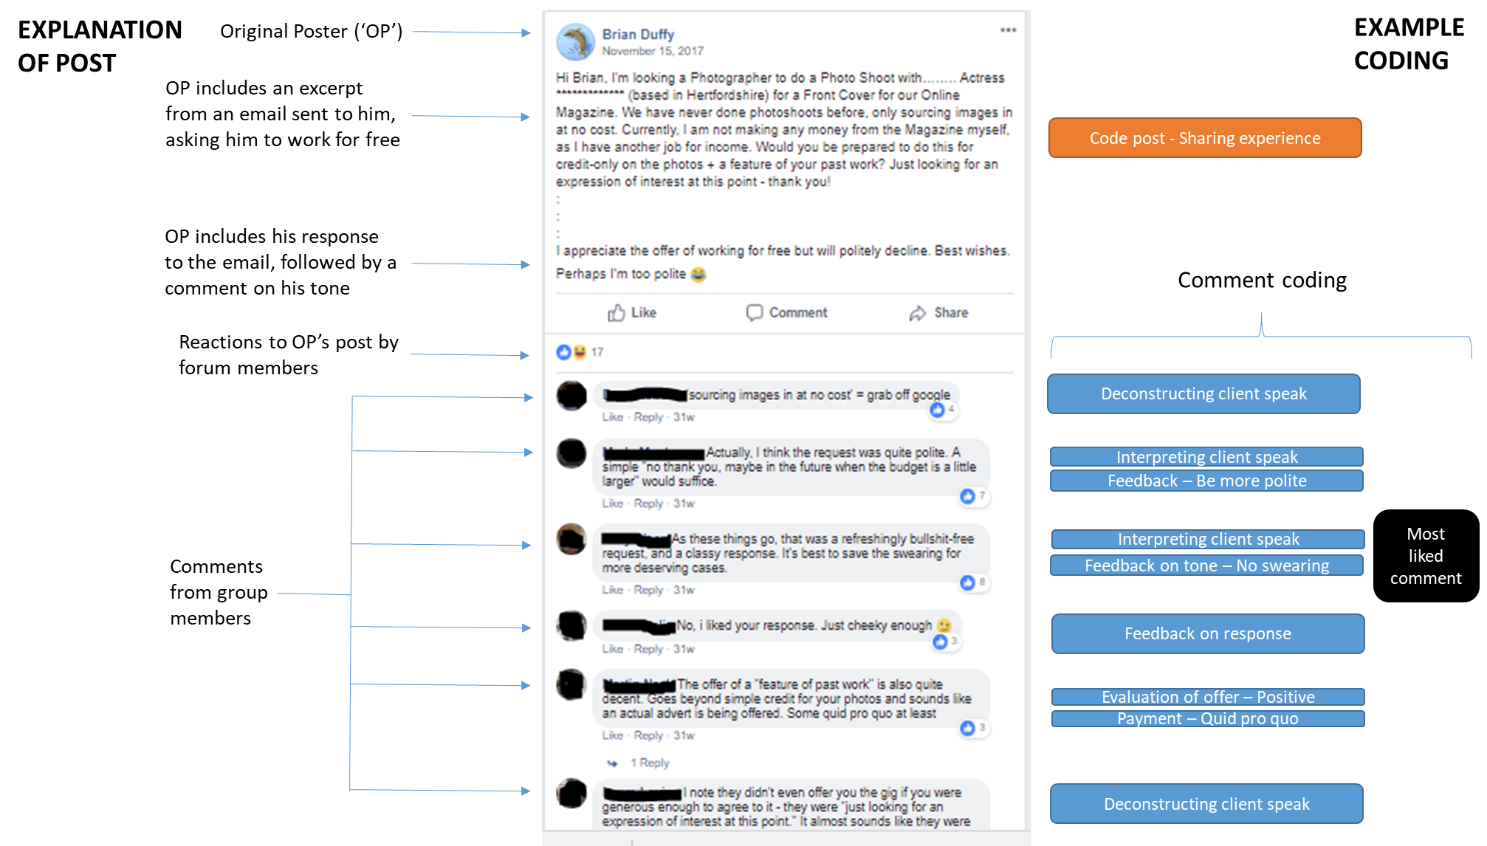 EXPLANATION
OF POST
Original Poster (‘OP’)
OP includes an excerpt
from an email sent to him,
asking him to work for free
OP includes his response
to the email, followed by a
comment on his tone
Reactions to OP’s post by
forum members
Comments
from group
members
Brian Duffy
November 15, 2017
Hi Brian, I'm looking a Photographer to do a Photo Shoot with........ Actress
************* (based in Hertfordshire) for a Front Cover for our Online
Magazine. We have never done photoshoots before, only sourcing images in
at no cost. Currently, I am not making any money from the Magazine myself,
as I have another job for income. Would you be prepared to do this for
credit-only on the photos + a feature of your past work? Just looking for an
expression of interest at this point - thank you!
:
:
:
I appreciate the offer of working for free but will politely decline. Best wishes.
Perhaps I'm too polite 😂
Like Comment Share
17
'sourcing images in at no cost' = grab off google
4
Like · Reply · 31w
Actually, I think the request was quite polite. A
simple "no thank you, maybe in the future when the budget is a little
larger" would suffice.
7
Like · Reply · 31w
As these things go, that was a refreshingly bullshit-free
request, and a classy response. It's best to save the swearing for
more deserving cases.
8
Like · Reply · 31w
No, i liked your response. Just cheeky enough 😉
3
Like · Reply · 31w
The offer of a "feature of past work" is also quite
decent. Goes beyond simple credit for your photos and sounds like
an actual advert is being offered. Some quid pro quo at least
3
Like · Reply · 31w
1 Reply
I note they didn't even offer you the gig if you were
generous enough to agree to it - they were "just looking for an
expression of interest at this point." It almost sounds like they were
EXAMPLE
CODING
Code post - Sharing experience
Comment coding
Deconstructing client speak
Interpreting client speak
Feedback – Be more polite
Interpreting client speak
Feedback on tone – No swearing
Most
liked
comment
Feedback on response
Evaluation of offer – Positive
Payment – Quid pro quo
Deconstructing client speak